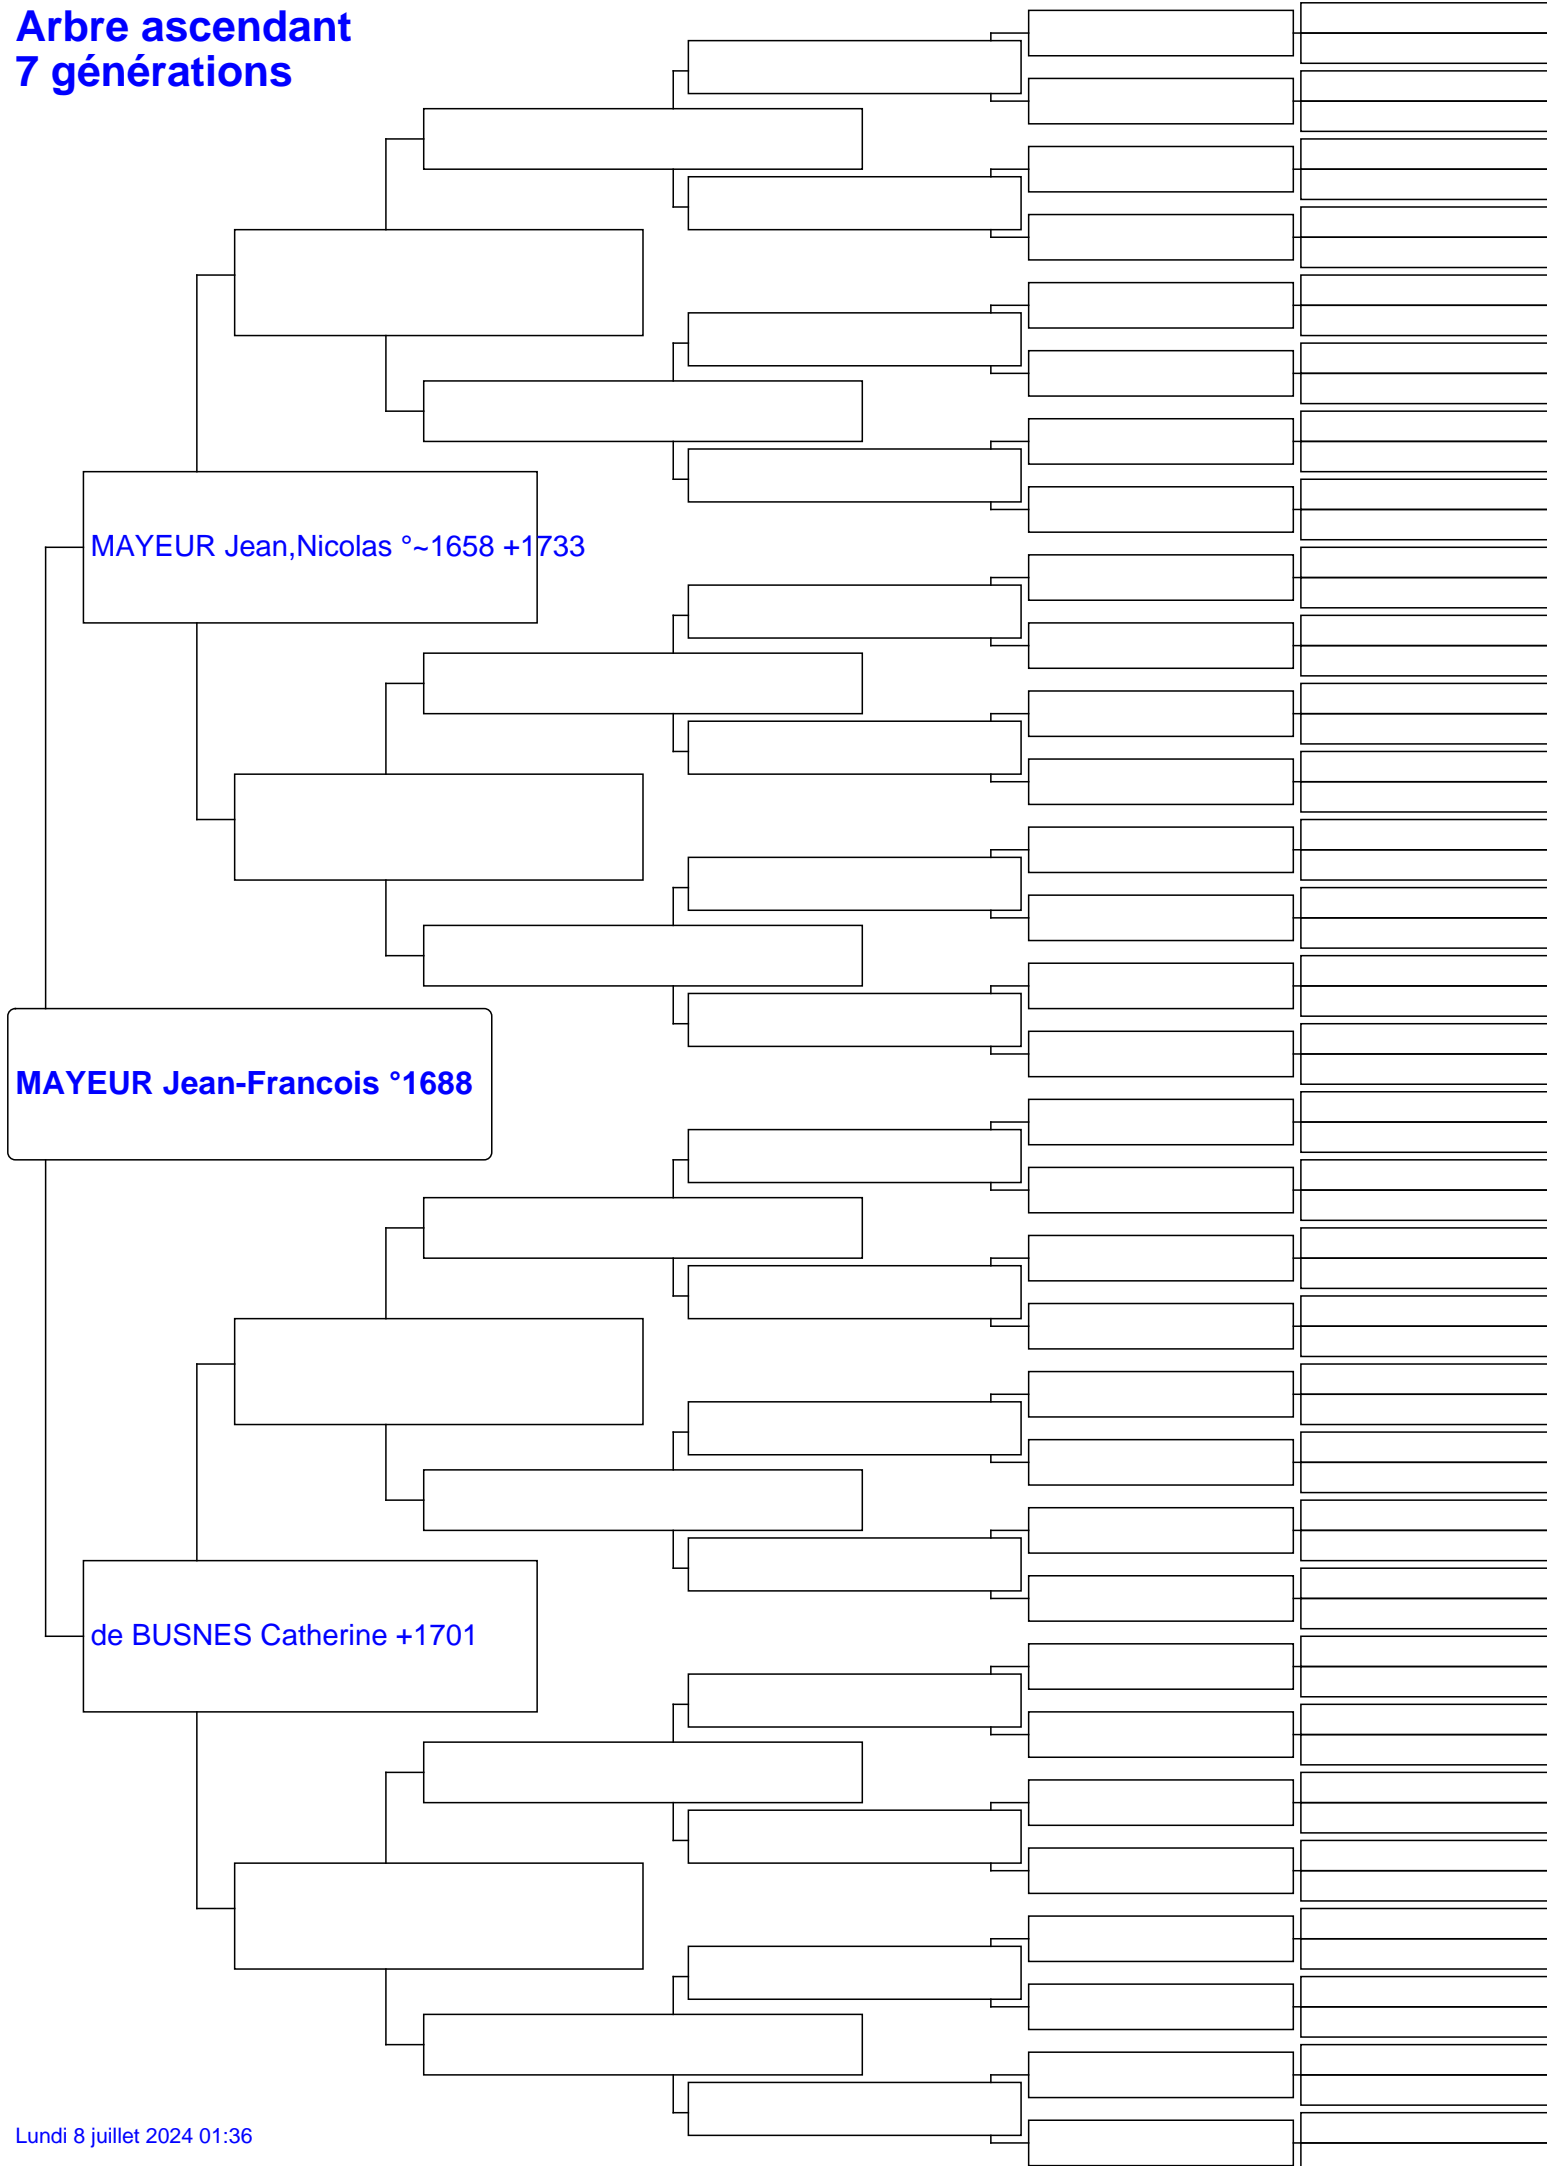 Arbre ascendant
7 générations
MAYEUR Jean,Nicolas °~1658 +1733
MAYEUR Jean-Francois °1688
de BUSNES Catherine +1701
Lundi 8 juillet 2024 01:36